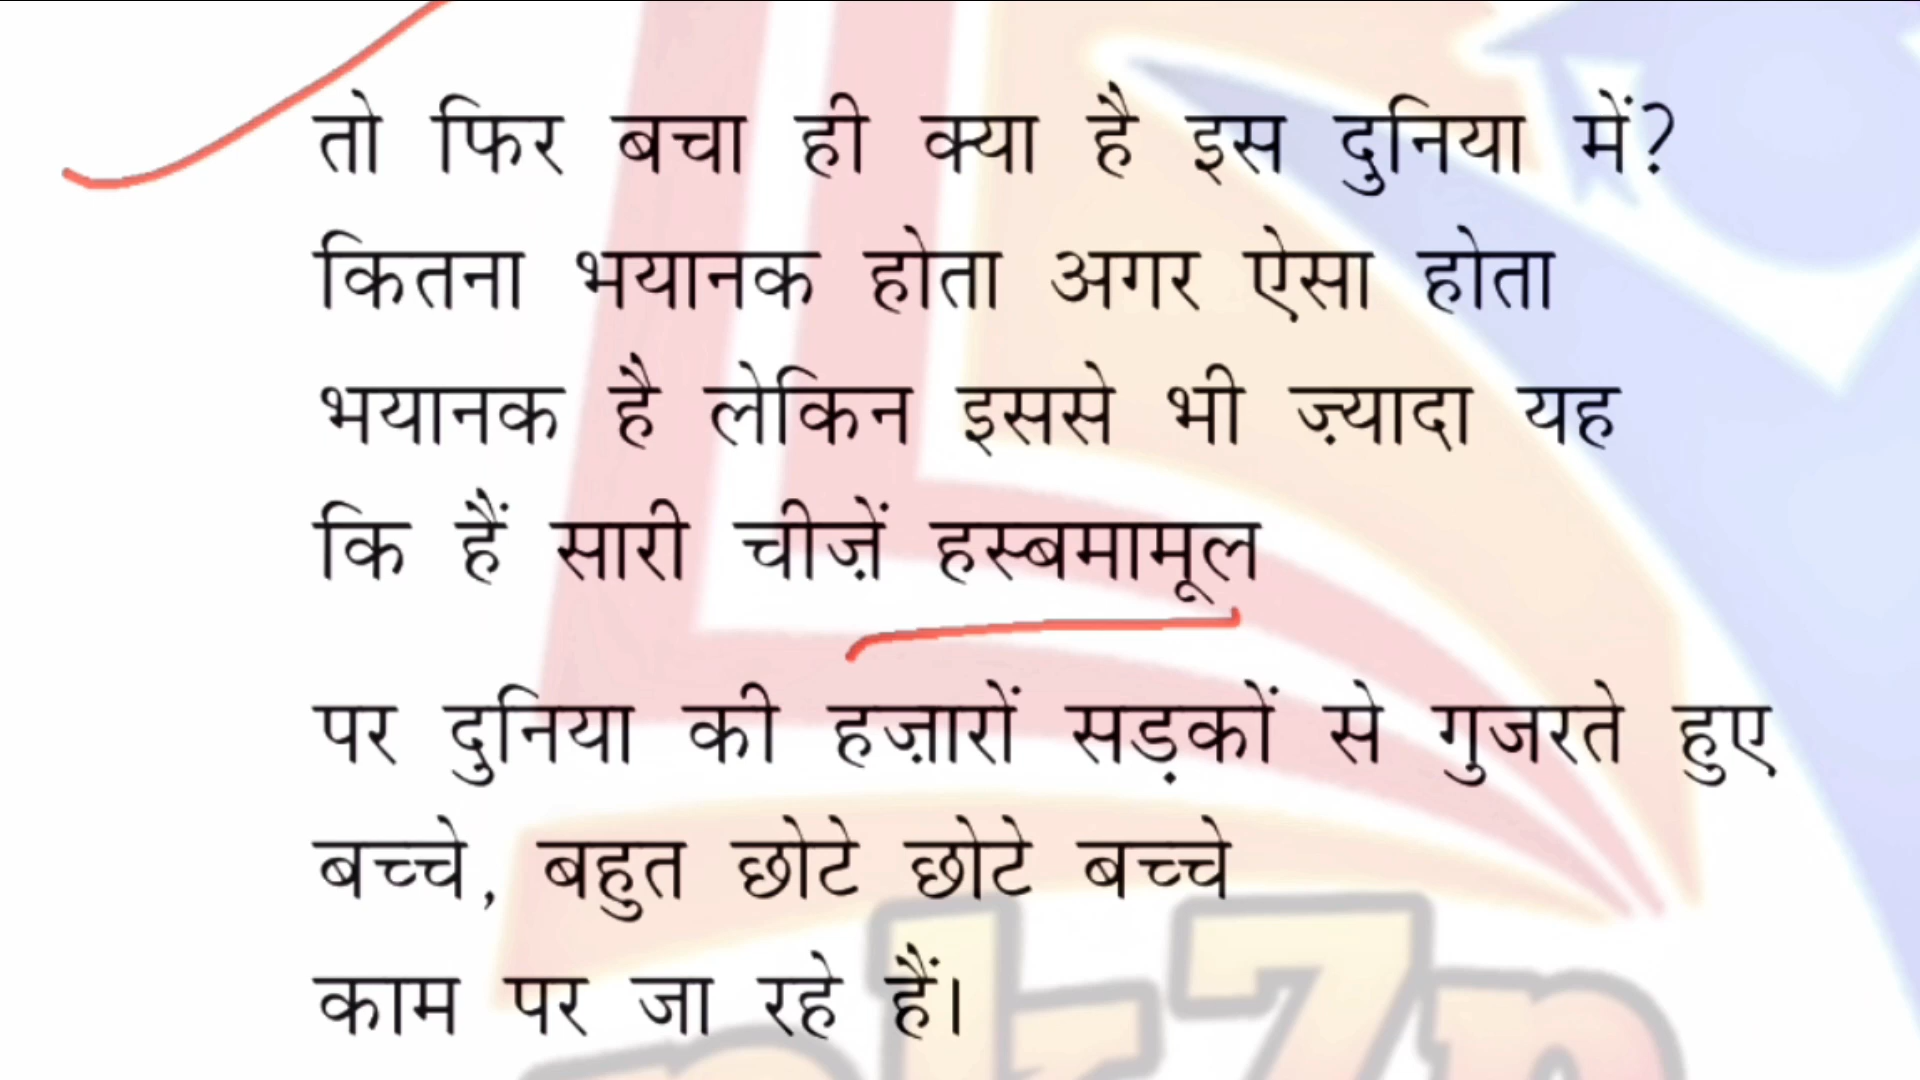 तो फिर बचा ही क्या है इस दुनिया में?
कितना भयानक होता अगर ऐसा होता
भयानक है लेकिन इससे भी ज़्यादा यह
कि हैं सारी चीज़ें हस्बमामूल
पर दुनिया की हज़ारों सड़कों से गुजरते हुए
बच्चे, बहुत छोटे छोटे बच्चे
काम पर जा रहे हैं।